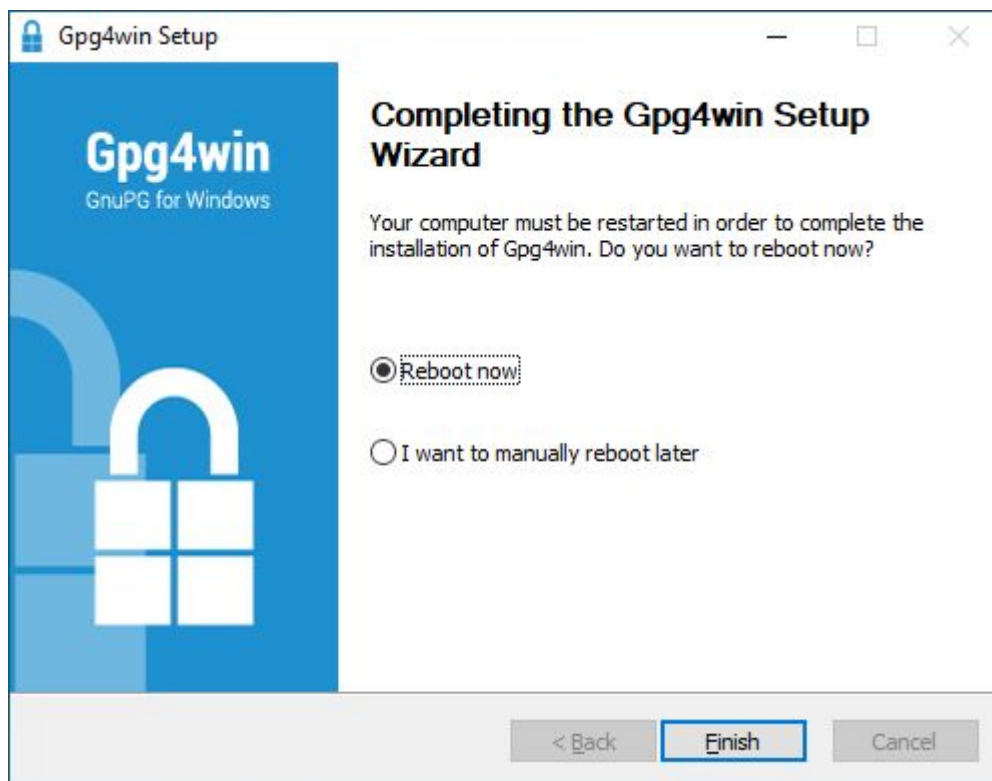 Gpg4win Setup
Gpg4win
GnuPG for Windows
Completing the Gpg4win Setup
Wizard
Your computer must be restarted in order to complete the
installation of Gpg4win. Do you want to reboot now?
Reboot now
I want to manually reboot later
< Back
Finish
Cancel